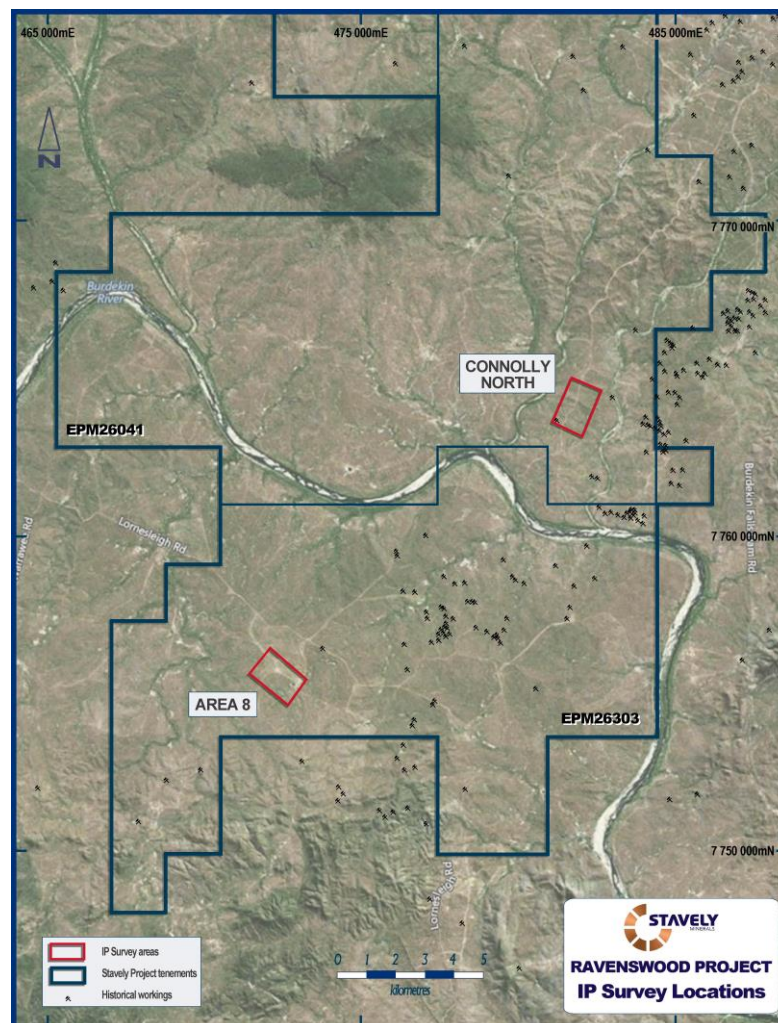 465 000mE
475 000mE
485 000mE
N
7 770 000mN
Burdekin
River
CONNOLLY
NORTH
EPM26041
Lornesleigh Rd
Burdekin Falls Dam Rd
7 760 000mN
AREA 8
EPM26303
7 750 000mN
Lornesleigh Rd
IP Survey areas
Stavely Project tenements
Historical workings
0 1 2 3 4 5
kilometres
STAVELY
MINERALS
RAVENSWOOD PROJECT
IP Survey Locations